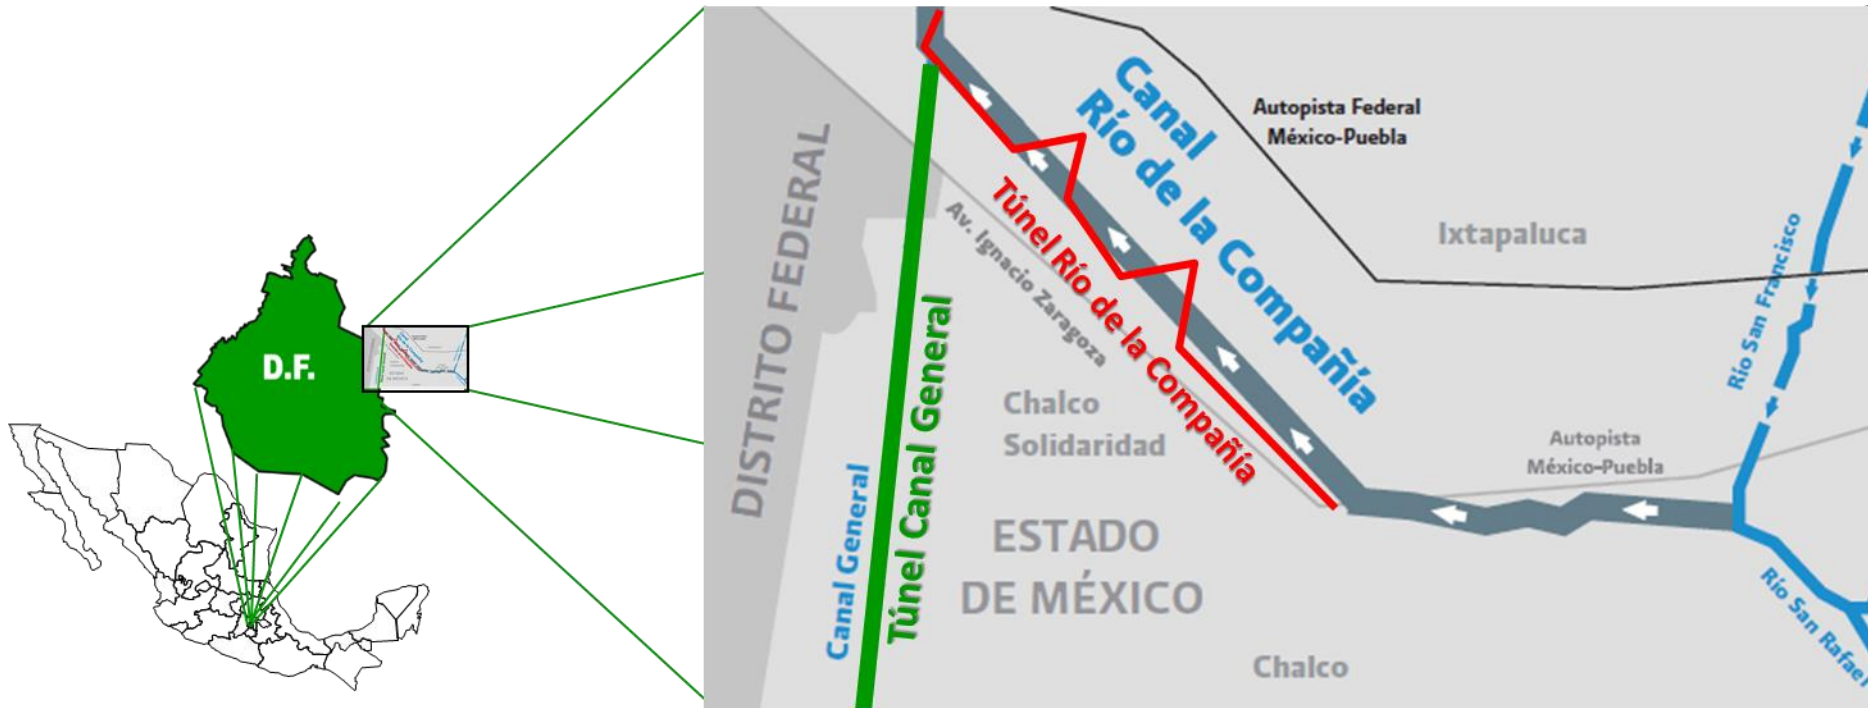 D.F.
DISTRITO FEDERAL
Canal
Río de la Compañía
Autopista Federal
México-Puebla
Ixtapaluca
Río San Francisco
Túnel Río de la Compañía
Av. Ignacio Zaragoza
Chalco
Solidaridad
Autopista
México-Puebla
Canal General
Túnel Canal General
ESTADO
DE MÉXICO
Chalco
Río San Rafael